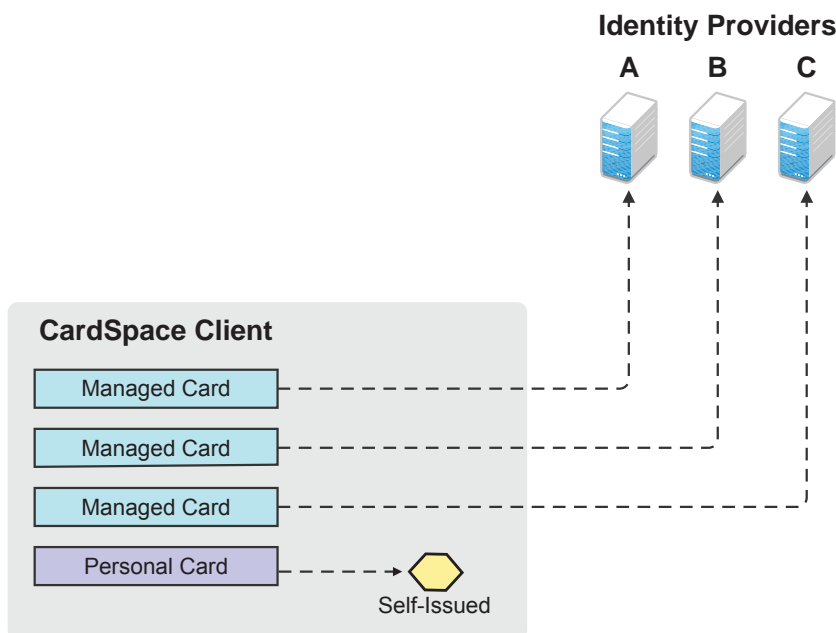 Identity Providers
A B C
CardSpace Client
Managed Card
Managed Card
Managed Card
Personal Card
Self-Issued